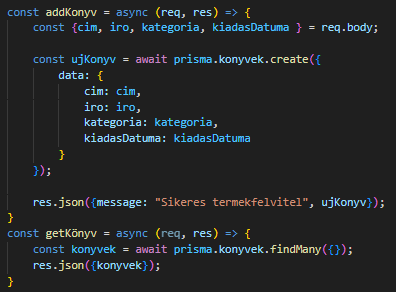 const addKonyv = async (req, res) => {
    const {cim, iro, kategoria, kiadasDatuma } = req.body;

    const ujKonyv = await prisma.konyvek.create({
        data: {
            cim: cim,
            iro: iro,
            kategoria: kategoria,
            kiadasDatuma: kiadasDatuma
        }
    });

    res.json({message: "Sikeres termekfelvitel", ujKonyv});
}
const getKönyv = async (req, res) => {
    const konyvek = await prisma.konyvek.findMany({});
    res.json({konyvek});
}